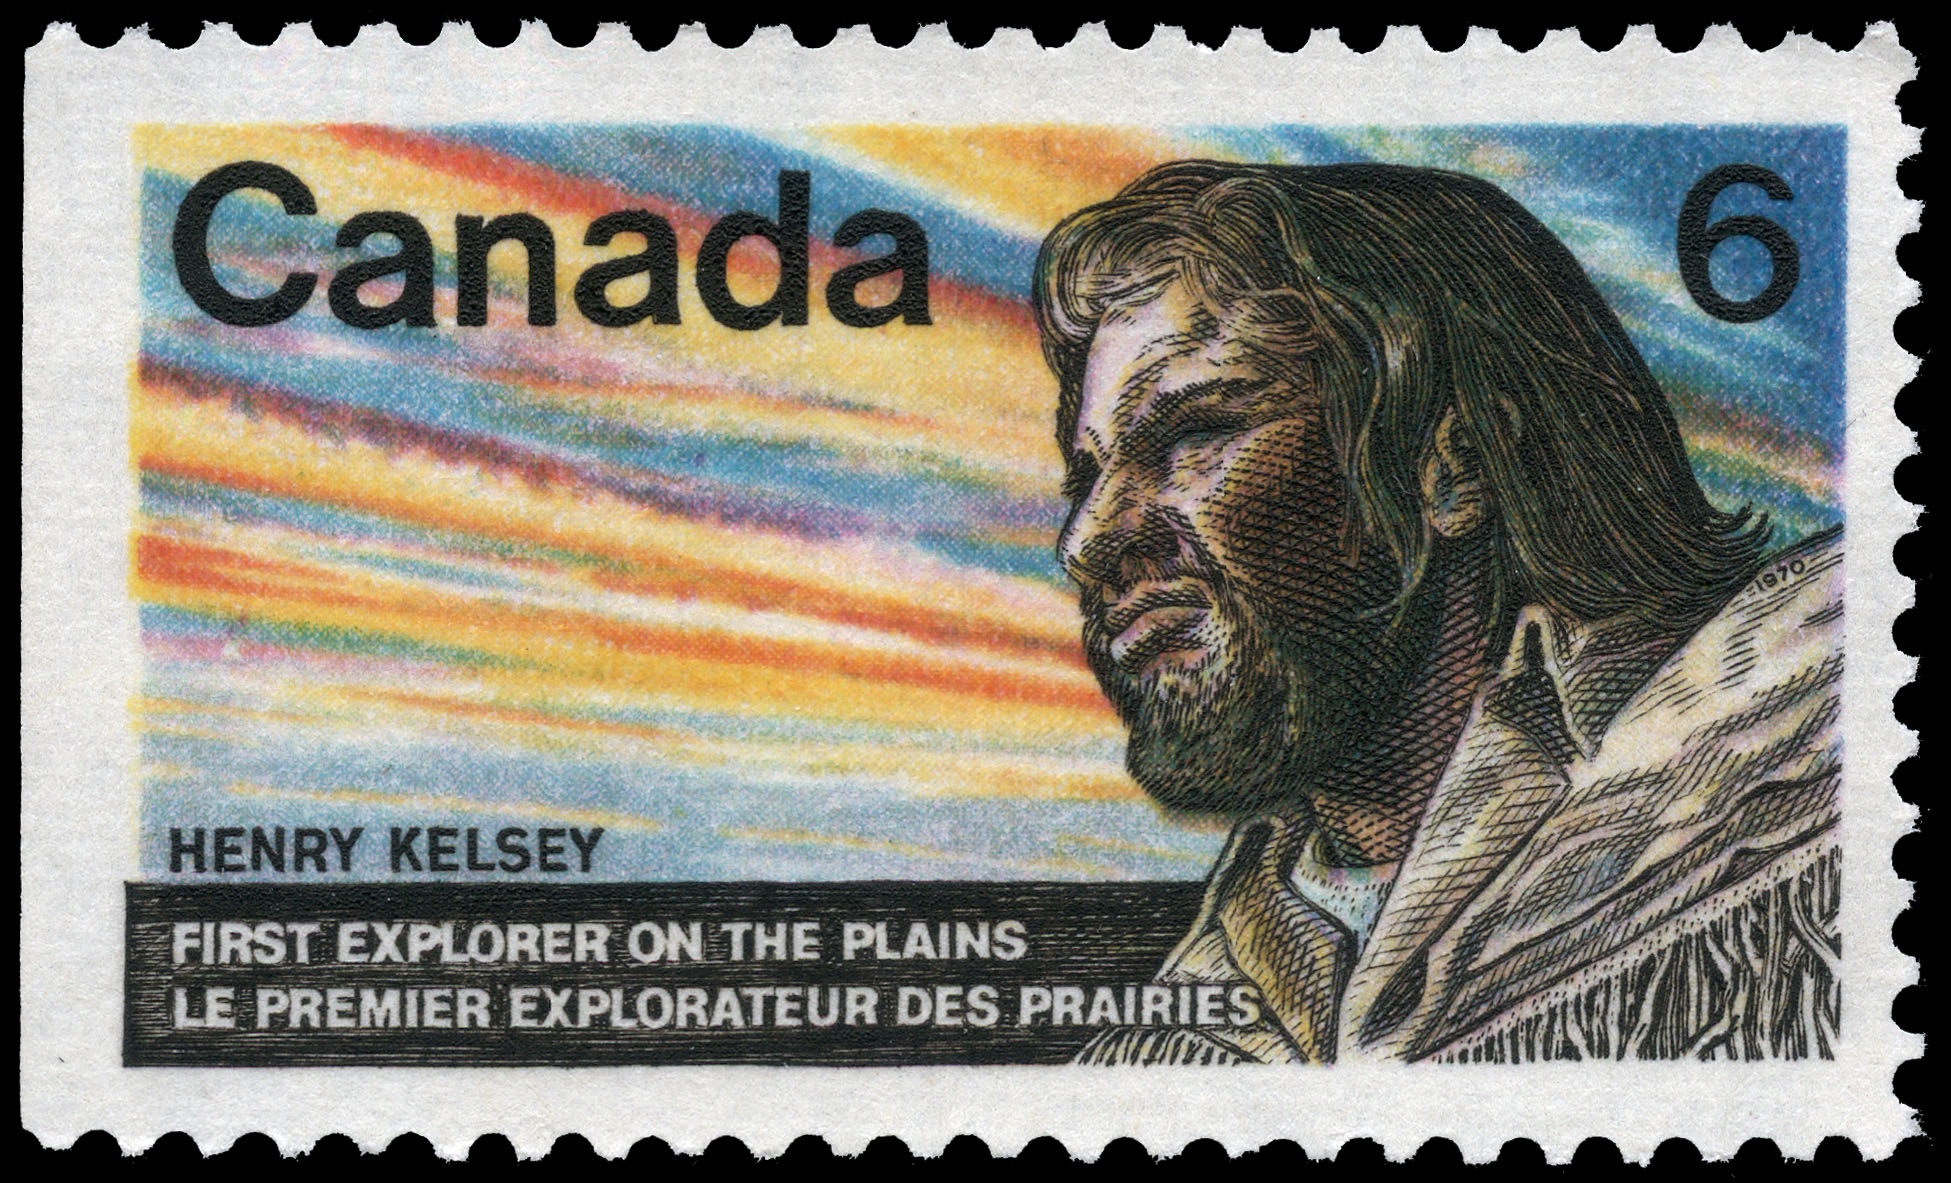 Canada 6
-1970
HENRY KELSEY
FIRST EXPLORER ON THE PLAINS
LE PREMIER EXPLORATEUR DES PRAIRIES